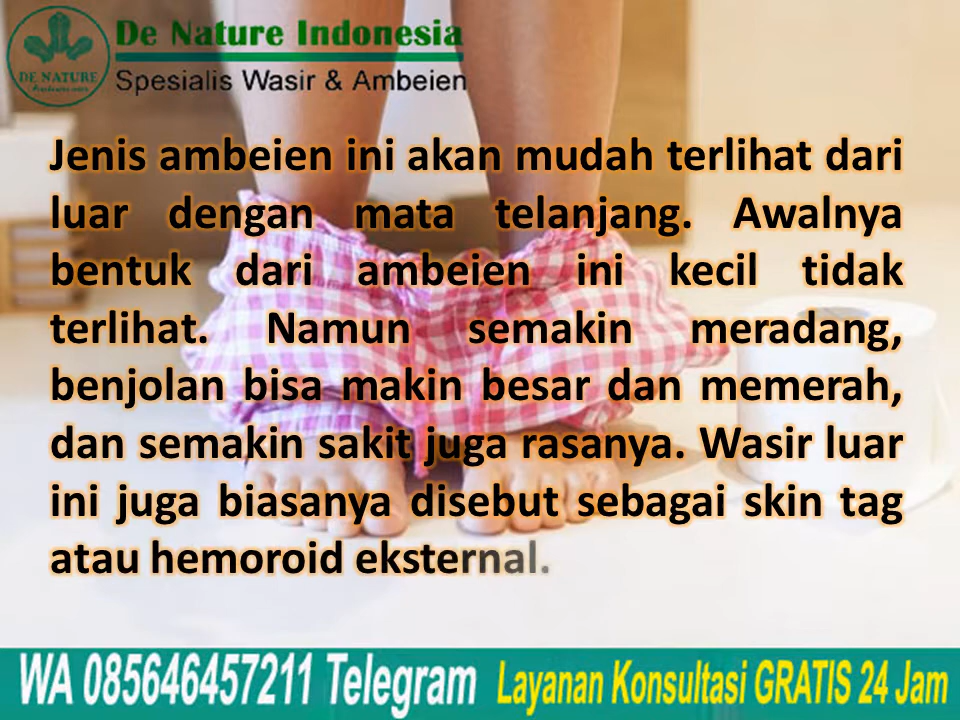 De Nature Indonesia
DE NATURE
Spesialis Wasir & Ambeien
Jenis ambeien ini akan mudah terlihat dari
luar dengan mata telanjang. Awalnya
bentuk dari ambeien ini kecil tidak
terlihat. Namun semakin meradang,
benjolan bisa makin besar dan memerah,
dan semakin sakit juga rasanya. Wasir luar
ini juga biasanya disebut sebagai skin tag
atau hemoroid eksternal.
WA 085646457211 Telegram Layanan Konsultasi GRATIS 24 Jam